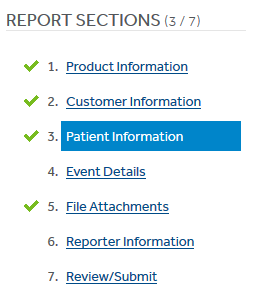 REPORT SECTIONS (3 / 7)
1. Product Information
2. Customer Information
3. Patient Information
4. Event Details
5. File Attachments
6. Reporter Information
7. Review/Submit